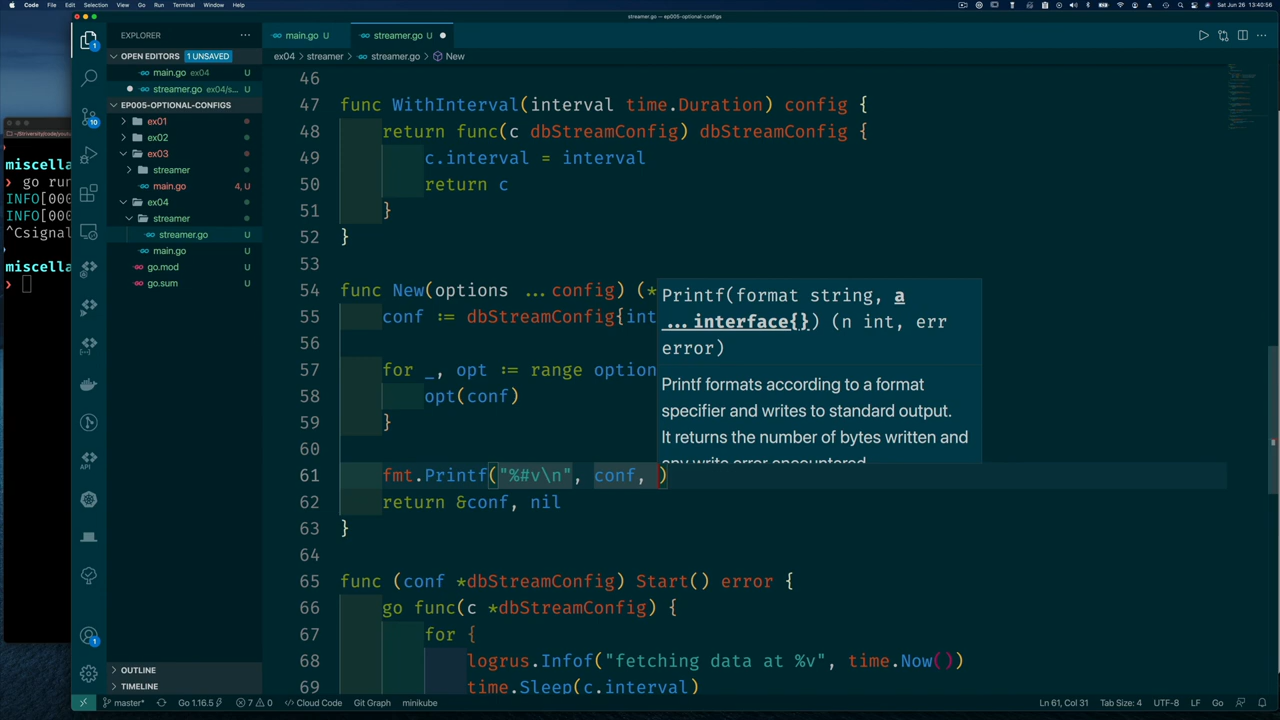 Code File Edit Selection View Go Run Terminal Window Help
Sat Jun 26 13:40:56
streamer.go — ep005-optional-configs
EXPLORER
main.go U
streamer.go U
OPEN EDITORS 1 UNSAVED
ex04 > streamer > streamer.go > New
main.go ex04 U
streamer.go ex04/s... U
EP005-OPTIONAL-CONFIGS
ex01
ex02
ex03
streamer
main.go 4, U
ex04
streamer
streamer.go U
main.go U
go.mod U
go.sum U
OUTLINE
TIMELINE
miscella
❯ go run
INFO[000
INFO[000
^Csignal
miscella
❯
46
47 func WithInterval(interval time.Duration) config {
48 return func(c dbStreamConfig) dbStreamConfig {
49 c.interval = interval
50 return c
51 }
52 }
53
54 func New(options ...config) (*
55 conf := dbStreamConfig{int
56
57 for _, opt := range option
58 opt(conf)
59 }
60
61 fmt.Printf("%#v\n", conf, )
62 return &conf, nil
63 }
64
65 func (conf *dbStreamConfig) Start() error {
66 go func(c *dbStreamConfig) {
67 for {
68 logrus.Infof("fetching data at %v", time.Now())
69 time.Sleep(c.interval)
Printf(format string, a
...interface{}) (n int, err
error)
Printf formats according to a format
specifier and writes to standard output.
It returns the number of bytes written and
any write error encountered.
master* Go 1.16.5 7 0 Cloud Code Git Graph minikube
Ln 61, Col 31 Tab Size: 4 UTF-8 LF Go